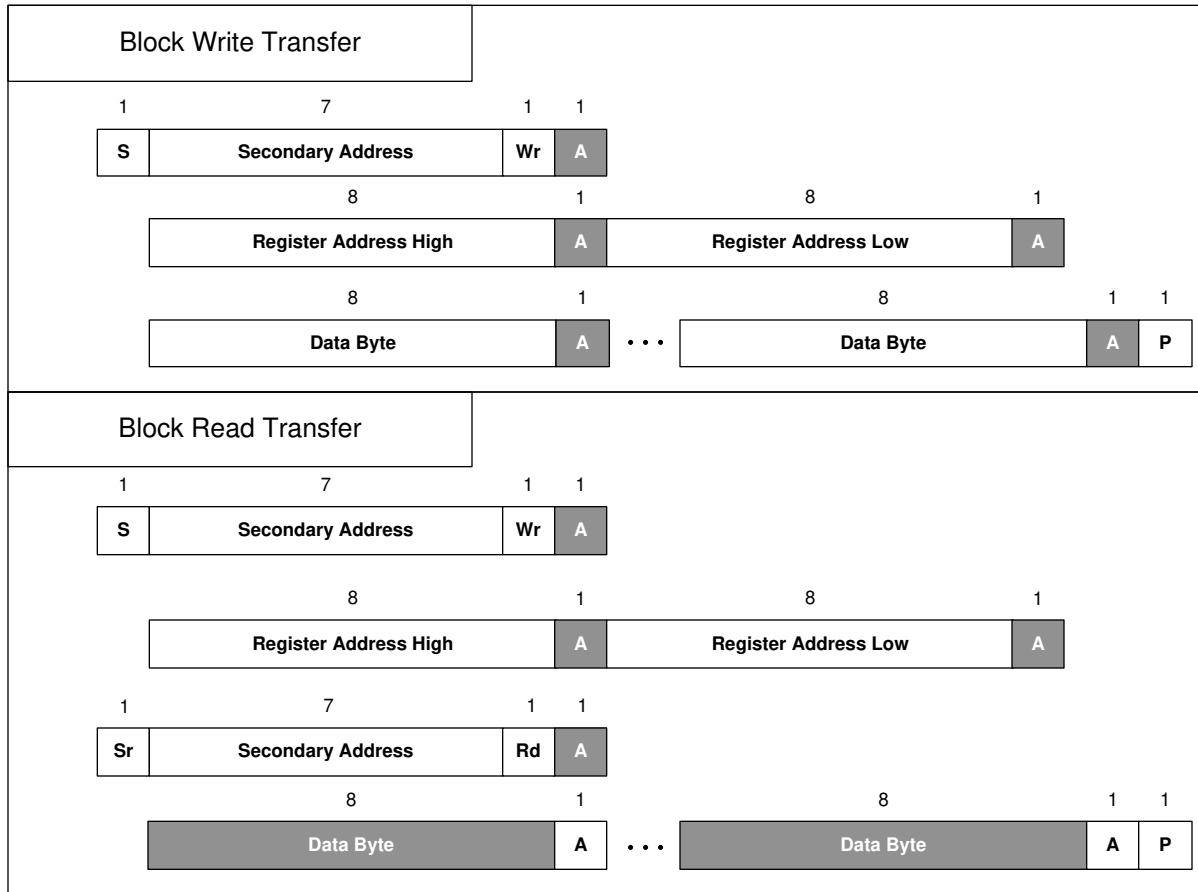 Block Write Transfer
1 7 1 1
S Secondary Address Wr A
8 1 8 1
Register Address High A Register Address Low A
8 1 8 1 1
Data Byte A • • • Data Byte A P
Block Read Transfer
1 7 1 1
S Secondary Address Wr A
8 1 8 1
Register Address High A Register Address Low A
1 7 1 1
Sr Secondary Address Rd A
8 1 8 1 1
Data Byte A • • • Data Byte A P